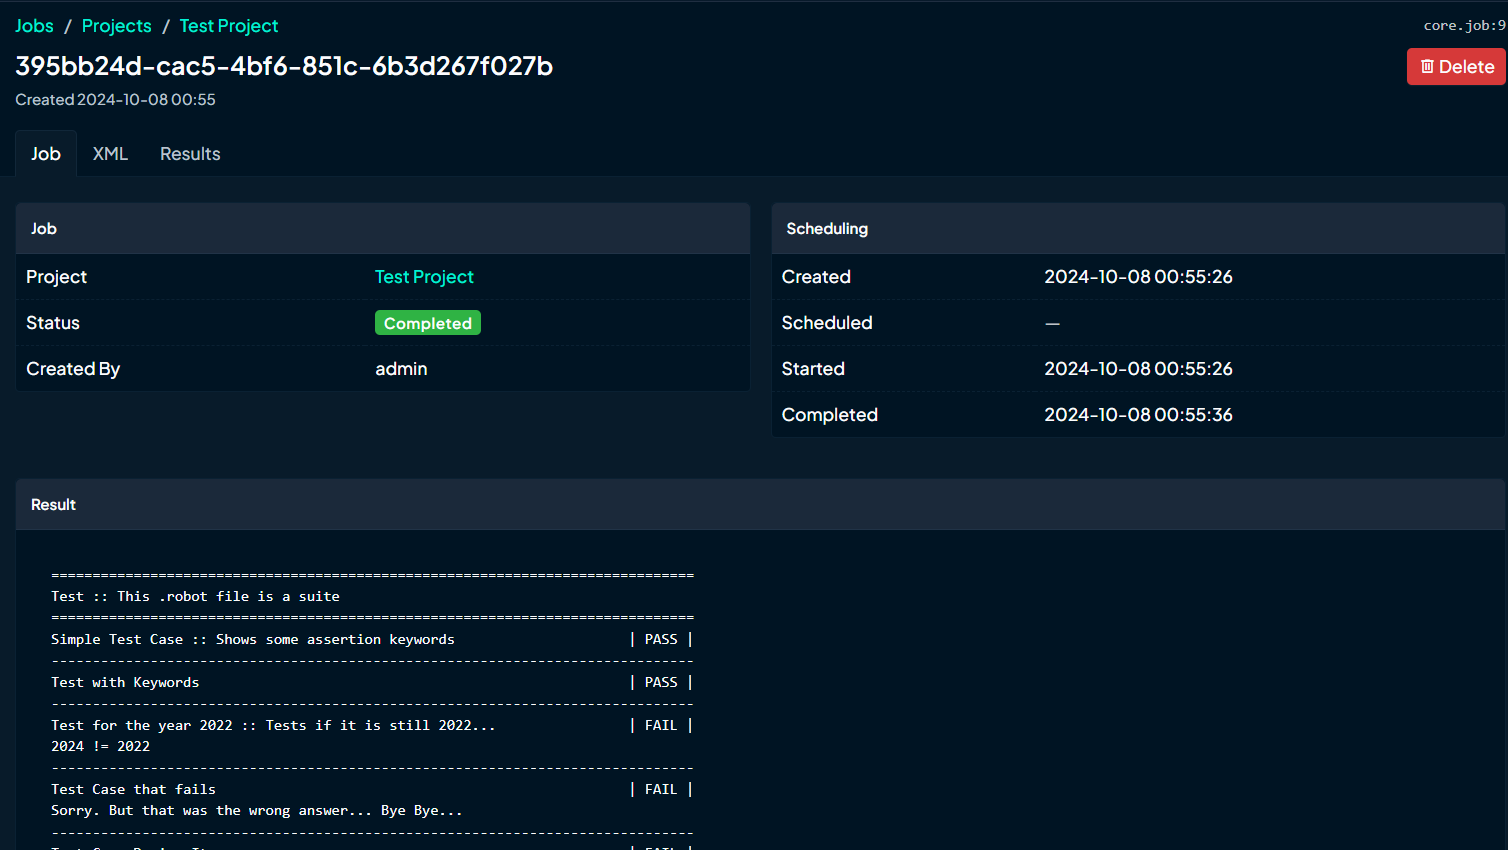 Jobs / Projects / Test Project
core.job:9
395bb24d-cac5-4bf6-851c-6b3d267f027b
Delete
Created 2024-10-08 00:55
Job XML Results
Job
Project Test Project
Status Completed
Created By admin
Scheduling
Created 2024-10-08 00:55:26
Scheduled —
Started 2024-10-08 00:55:26
Completed 2024-10-08 00:55:36
Result
==============================================================================
Test :: This .robot file is a suite
==============================================================================
Simple Test Case :: Shows some assertion keywords | PASS |
------------------------------------------------------------------------------
Test with Keywords | PASS |
------------------------------------------------------------------------------
Test for the year 2022 :: Tests if it is still 2022... | FAIL |
2024 != 2022
------------------------------------------------------------------------------
Test Case that fails | FAIL |
Sorry. But that was the wrong answer... Bye Bye...
------------------------------------------------------------------------------